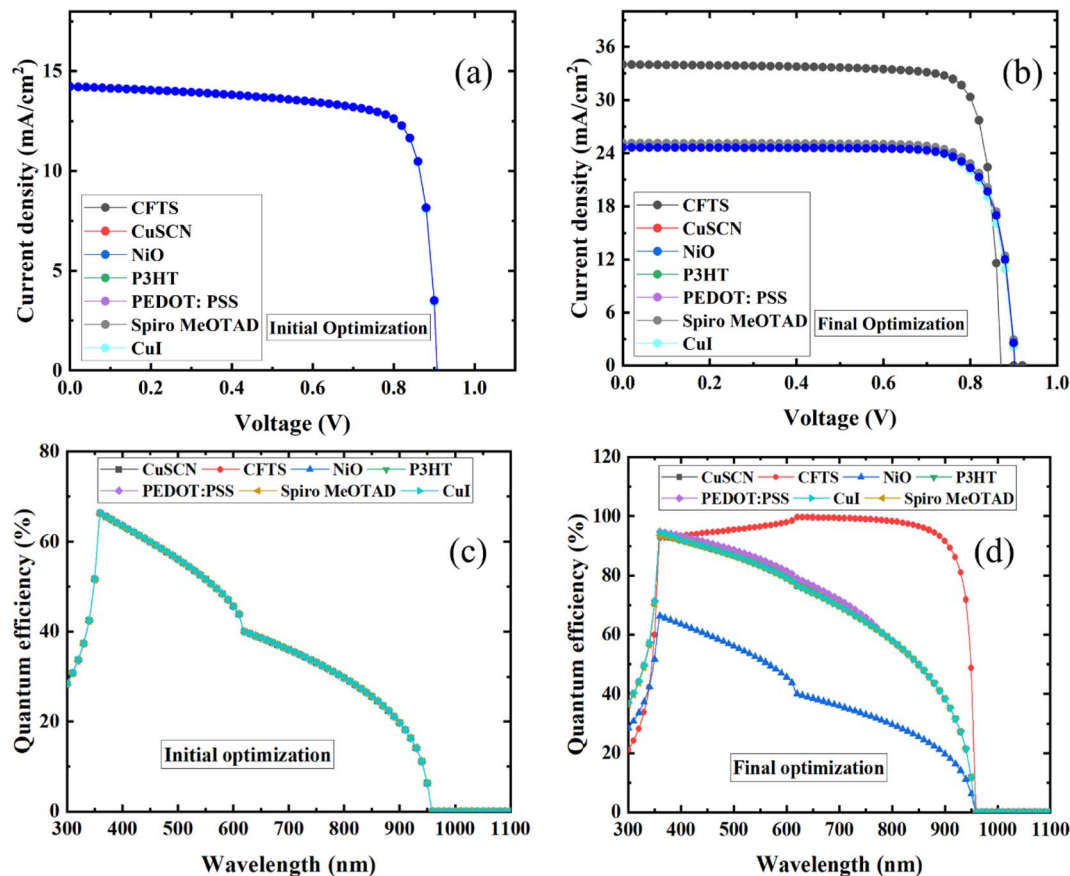 (a)
Current density (mA/cm²)
15
10
5
0
CFTS
CuSCN
NiO
P3HT
PEDOT: PSS
Spiro MeOTAD
CuI
Initial Optimization
0.0 0.2 0.4 0.6 0.8 1.0
Voltage (V)
(b)
Current density (mA/cm²)
36
30
24
18
12
6
0
CFTS
CuSCN
NiO
P3HT
PEDOT: PSS
Spiro MeOTAD
CuI
Final Optimization
0.0 0.2 0.4 0.6 0.8 1.0
Voltage (V)
(c)
Quantum efficiency (%)
80
60
40
20
0
CuSCN CFTS NiO P3HT
PEDOT:PSS Spiro MeOTAD CuI
Initial optimization
300 400 500 600 700 800 900 1000 1100
Wavelength (nm)
(d)
Quantum efficiency (%)
120
100
80
60
40
20
0
CuSCN CFTS NiO P3HT
PEDOT:PSS CuI Spiro MeOTAD
Final optimization
300 400 500 600 700 800 900 1000 1100
Wavelength (nm)